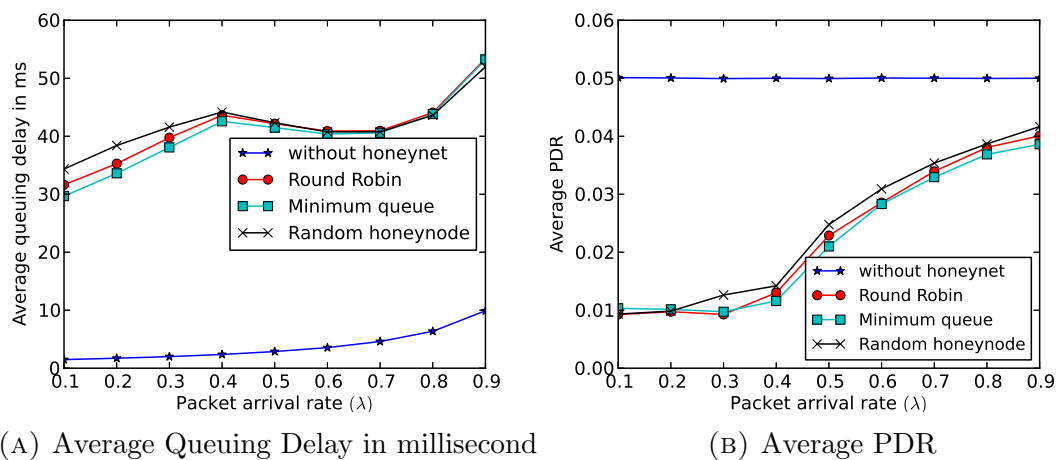 60
50
40
30
20
10
0
0.1 0.2 0.3 0.4 0.5 0.6 0.7 0.8 0.9
Average queuing delay in ms
Packet arrival rate (λ)
without honeynet
Round Robin
Minimum queue
Random honeynode
(A) Average Queuing Delay in millisecond
0.06
0.05
0.04
0.03
0.02
0.01
0.00
0.1 0.2 0.3 0.4 0.5 0.6 0.7 0.8 0.9
Average PDR
Packet arrival rate (λ)
without honeynet
Round Robin
Minimum queue
Random honeynode
(B) Average PDR